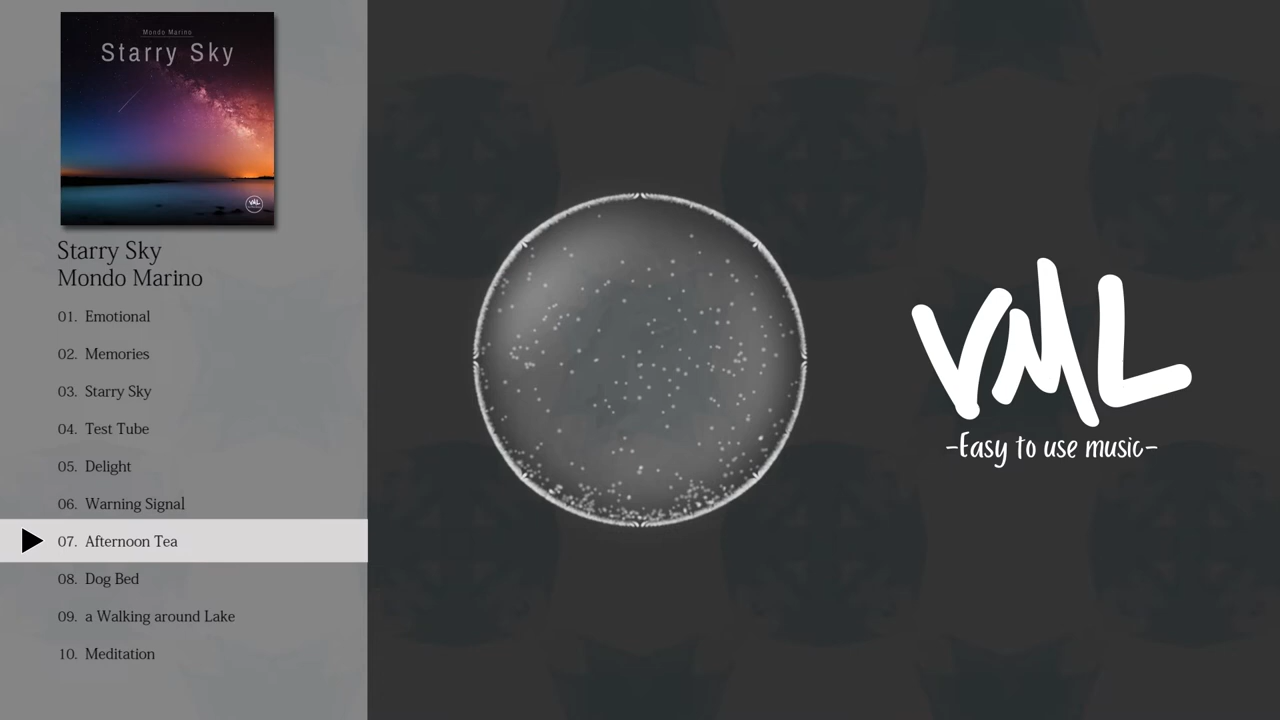 Mondo Marino
Starry Sky
VML
Starry Sky
Mondo Marino
01. Emotional
02. Memories
03. Starry Sky
04. Test Tube
05. Delight
06. Warning Signal
07. Afternoon Tea
08. Dog Bed
09. a Walking around Lake
10. Meditation
VML
-Easy to use music-